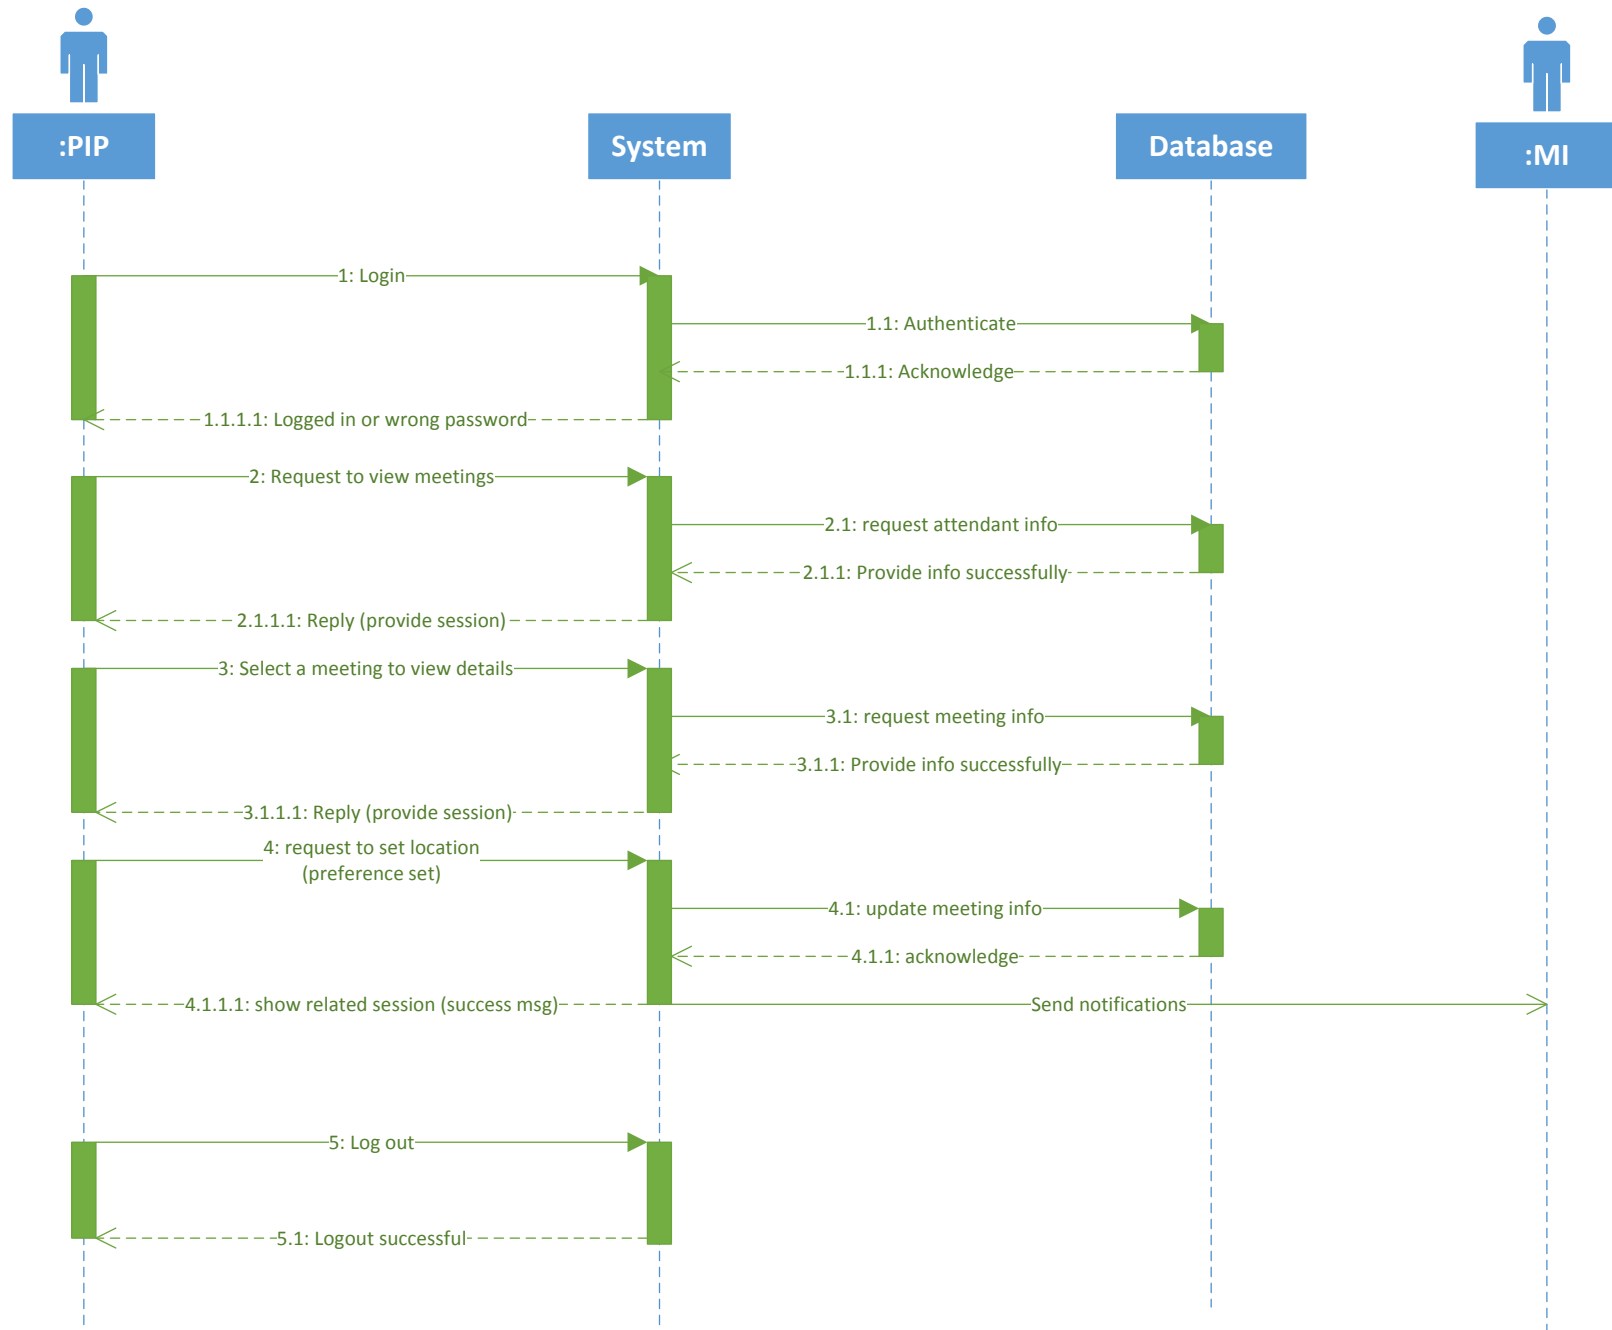 :PIP
System
Database
:MI
1: Login
1.1: Authenticate
1.1.1: Acknowledge
1.1.1.1: Logged in or wrong password
2: Request to view meetings
2.1: request attendant info
2.1.1: Provide info successfully
2.1.1.1: Reply (provide session)
3: Select a meeting to view details
3.1: request meeting info
3.1.1: Provide info successfully
3.1.1.1: Reply (provide session)
4: request to set location
(preference set)
4.1: update meeting info
4.1.1: acknowledge
4.1.1.1: show related session (success msg)
Send notifications
5: Log out
5.1: Logout successful